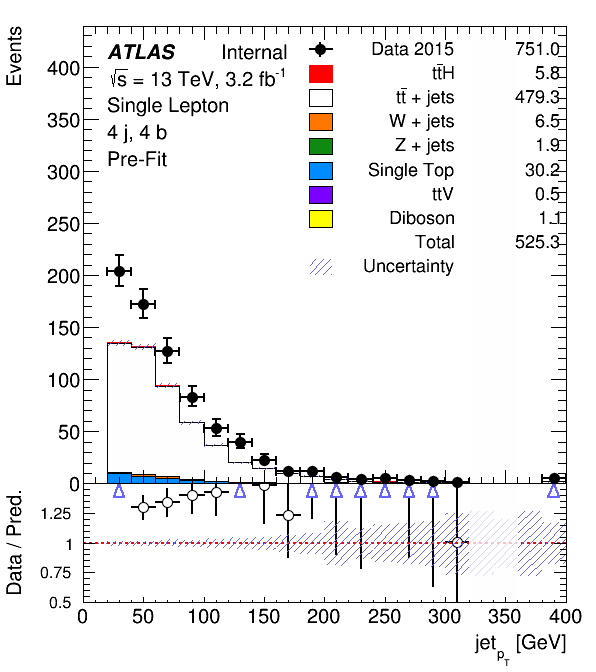 Events
ATLAS Internal
√s = 13 TeV, 3.2 fb⁻¹
Single Lepton
4 j, 4 b
Pre-Fit
Data 2015 751.0
tt̄H 5.8
tt̄ + jets 479.3
W + jets 6.5
Z + jets 1.9
Single Top 30.2
ttV 0.5
Diboson 1.1
Total 525.3
Uncertainty
400
350
300
250
200
150
100
50
0
Data / Pred.
1.25
1
0.75
0.5
0 50 100 150 200 250 300 350 400
jet_pT [GeV]